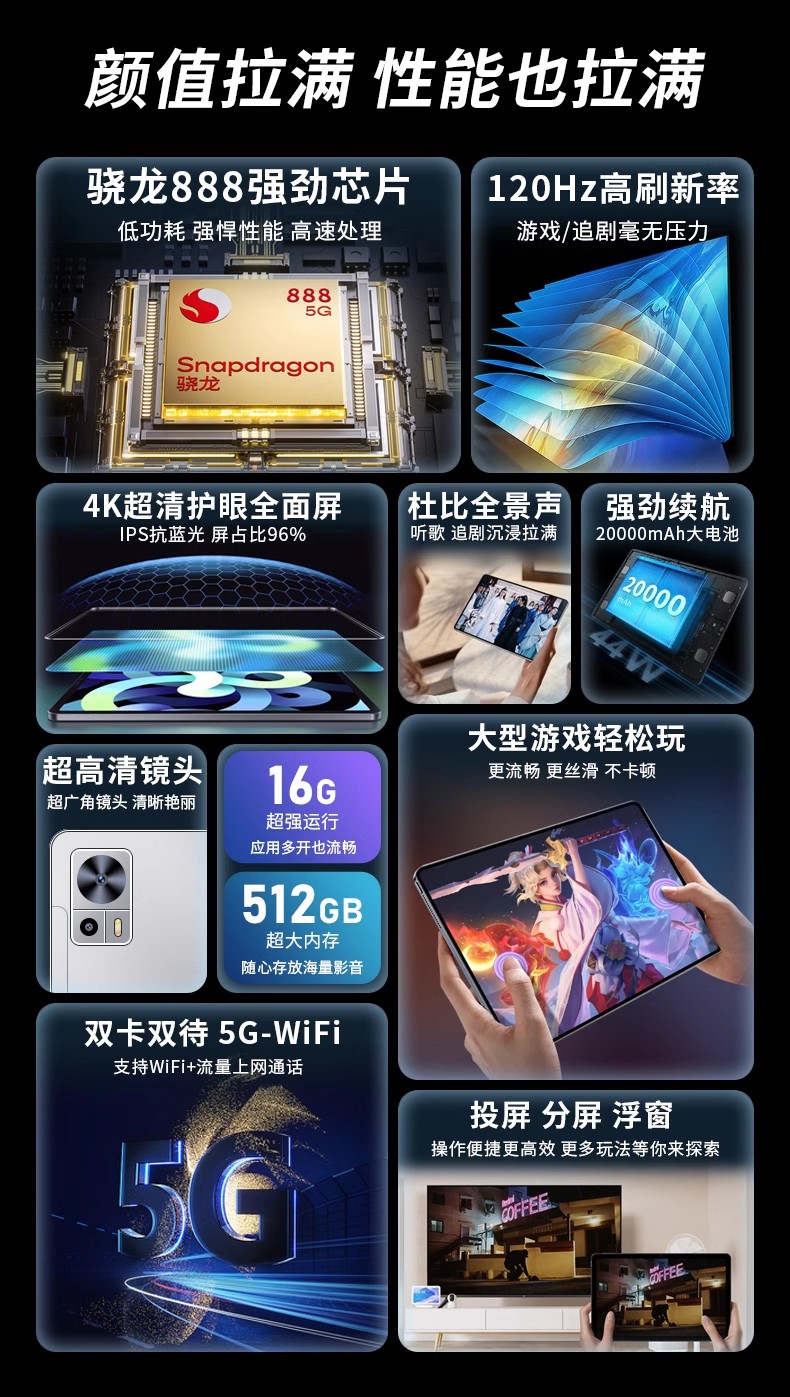 颜值拉满 性能也拉满
骁龙888强劲芯片
低功耗 强悍性能 高速处理
888
5G
Snapdragon
骁龙
120Hz高刷新率
游戏/追剧毫无压力
4K超清护眼全面屏
IPS抗蓝光 屏占比96%
杜比全景声
听歌 追剧沉浸拉满
强劲续航
20000mAh大电池
20000
mAh
44W
超高清镜头
超广角镜头 清晰艳丽
16G
超强运行
应用多开也流畅
512GB
超大内存
随心存放海量影音
大型游戏轻松玩
更流畅 更丝滑 不卡顿
双卡双待 5G-WiFi
支持WiFi+流量上网通话
5G
投屏 分屏 浮窗
操作便捷更高效 更多玩法等你来探索
COFFEE
COFFEE